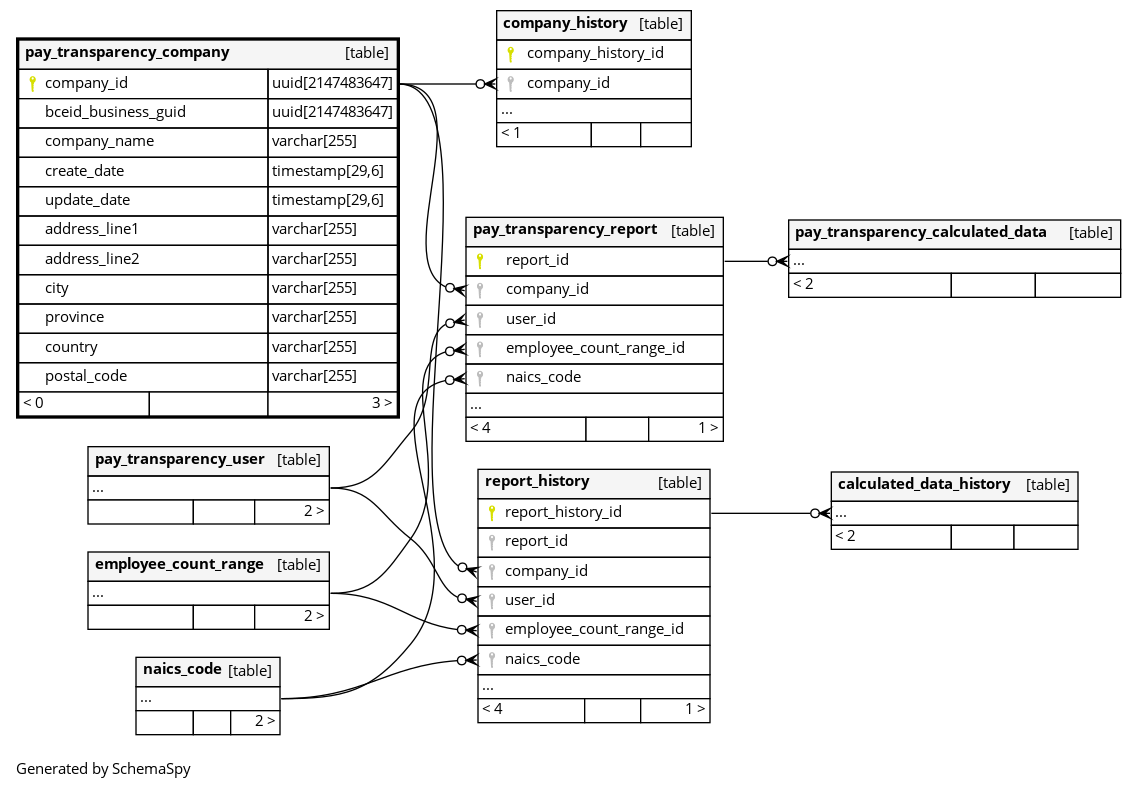 pay_transparency_company [table]
company_id uuid[2147483647]
bceid_business_guid uuid[2147483647]
company_name varchar[255]
create_date timestamp[29,6]
update_date timestamp[29,6]
address_line1 varchar[255]
address_line2 varchar[255]
city varchar[255]
province varchar[255]
country varchar[255]
postal_code varchar[255]
< 0 3 >
company_history [table]
company_history_id
company_id
...
< 1
pay_transparency_report [table]
report_id
company_id
user_id
employee_count_range_id
naics_code
...
< 4 1 >
pay_transparency_calculated_data [table]
...
< 2
pay_transparency_user [table]
...
2 >
employee_count_range [table]
...
2 >
naics_code [table]
...
2 >
report_history [table]
report_history_id
report_id
company_id
user_id
employee_count_range_id
naics_code
...
< 4 1 >
calculated_data_history [table]
...
< 2
Generated by SchemaSpy